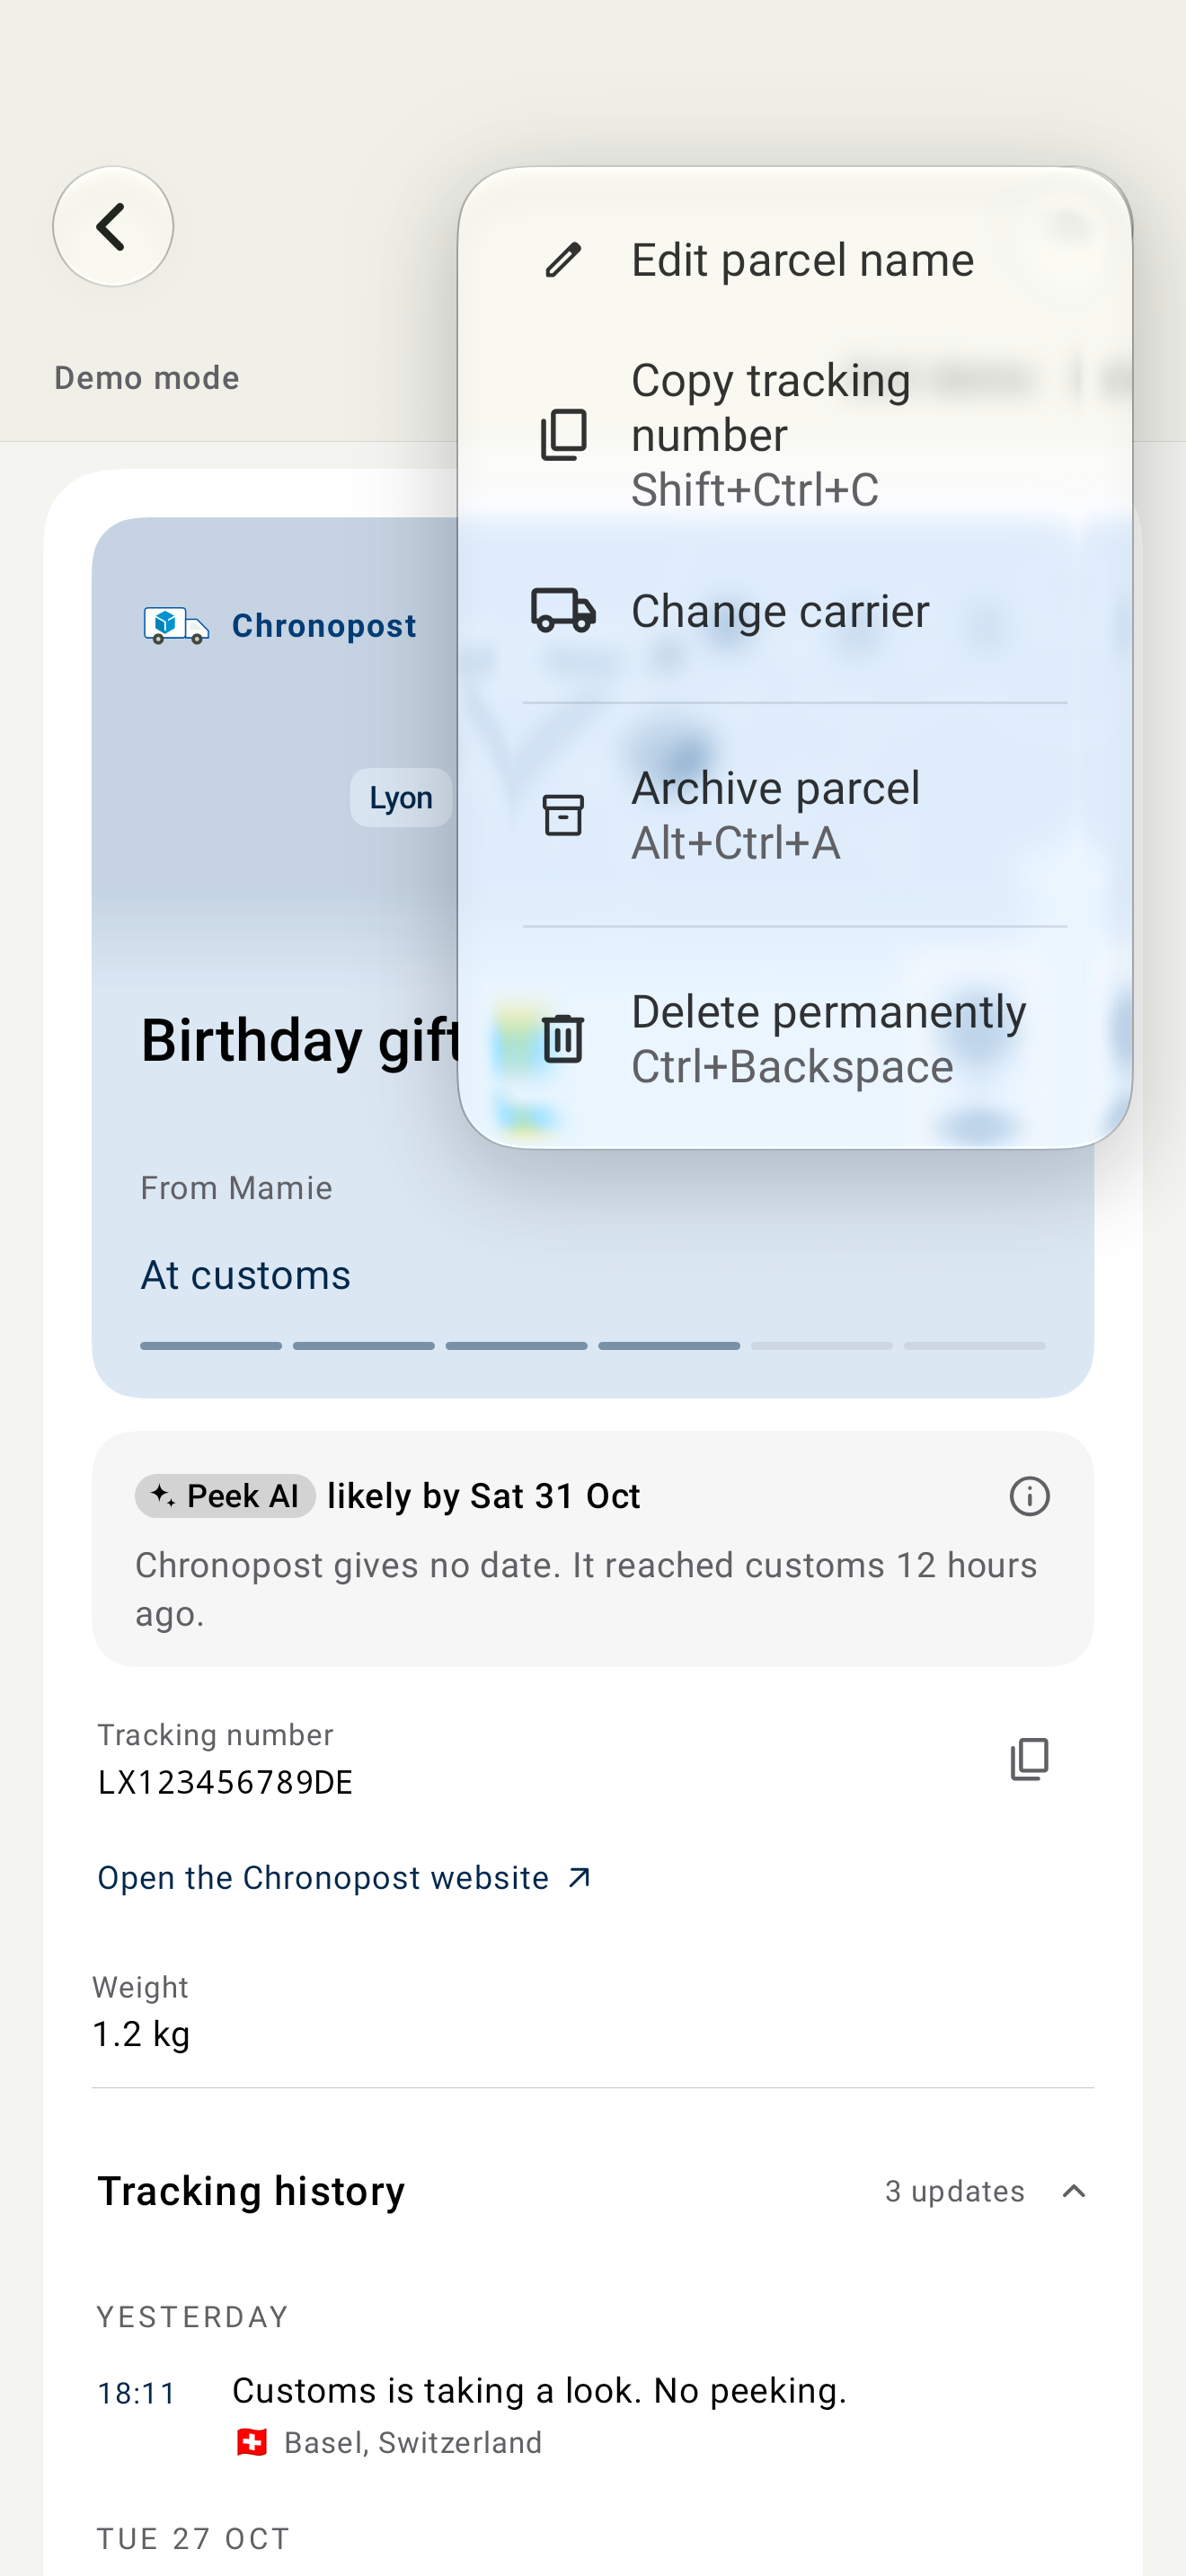 Edit parcel name
Copy tracking
number
Shift+Ctrl+C
Change carrier
Archive parcel
Alt+Ctrl+A
Delete permanently
Ctrl+Backspace
Demo mode
Chronopost
Lyon
Birthday gift
From Mamie
At customs
Peek AI likely by Sat 31 Oct
Chronopost gives no date. It reached customs 12 hours
ago.
Tracking number
LX123456789DE
Open the Chronopost website
Weight
1.2 kg
Tracking history
3 updates
YESTERDAY
18:11 Customs is taking a look. No peeking.
Basel, Switzerland
TUE 27 OCT